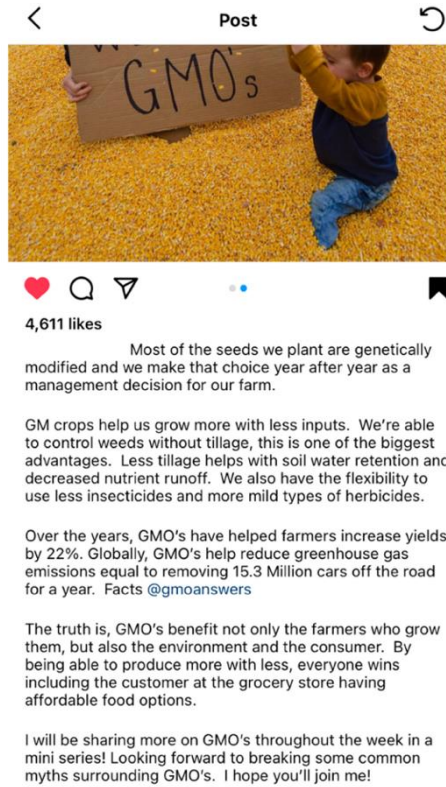 Post
GMO's
4,611 likes
Most of the seeds we plant are genetically
modified and we make that choice year after year as a
management decision for our farm.
GM crops help us grow more with less inputs. We're able
to control weeds without tillage, this is one of the biggest
advantages. Less tillage helps with soil water retention and
decreased nutrient runoff. We also have the flexibility to
use less insecticides and more mild types of herbicides.
Over the years, GMO's have helped farmers increase yields
by 22%. Globally, GMO's help reduce greenhouse gas
emissions equal to removing 15.3 Million cars off the road
for a year. Facts @gmoanswers
The truth is, GMO's benefit not only the farmers who grow
them, but also the environment and the consumer. By
being able to produce more with less, everyone wins
including the customer at the grocery store having
affordable food options.
I will be sharing more on GMO's throughout the week in a
mini series! Looking forward to breaking some common
myths surrounding GMO's. I hope you'll join me!